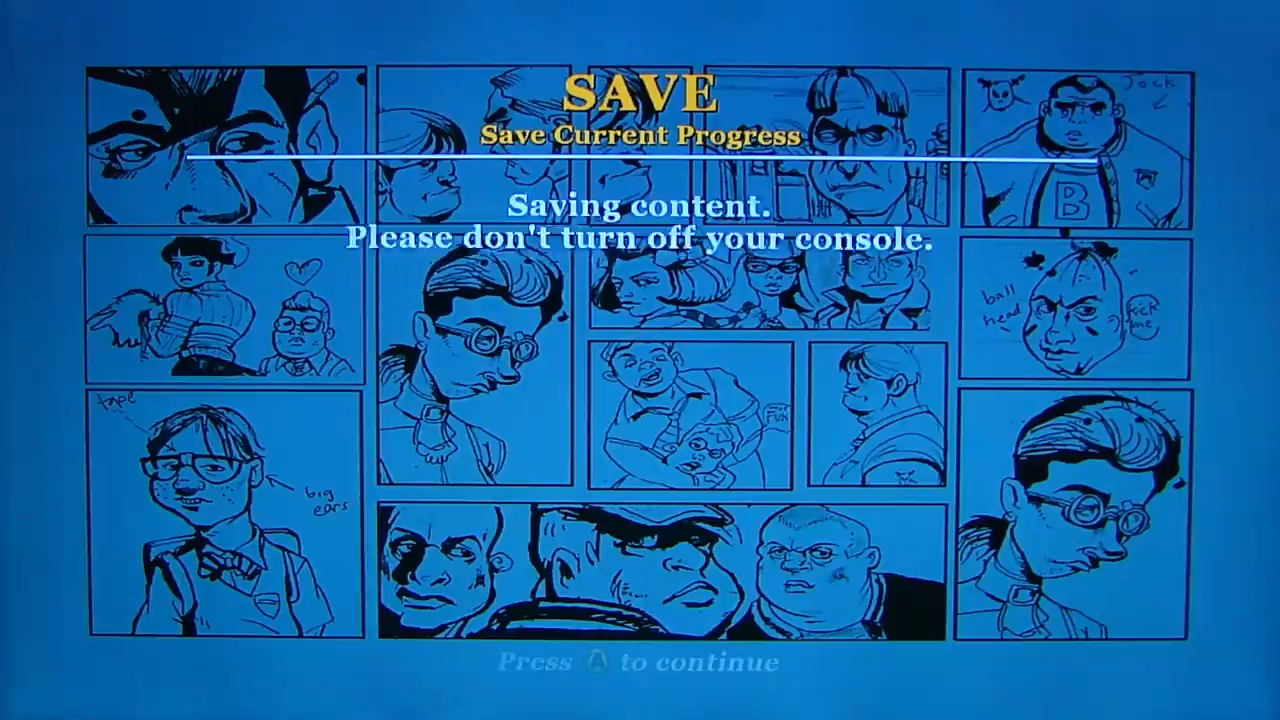 SAVE
Save Current Progress
Jock
B
Saving content.
Please don't turn off your console.
ball
head
kick
me
FUN
tape
big
ears
Press A to continue